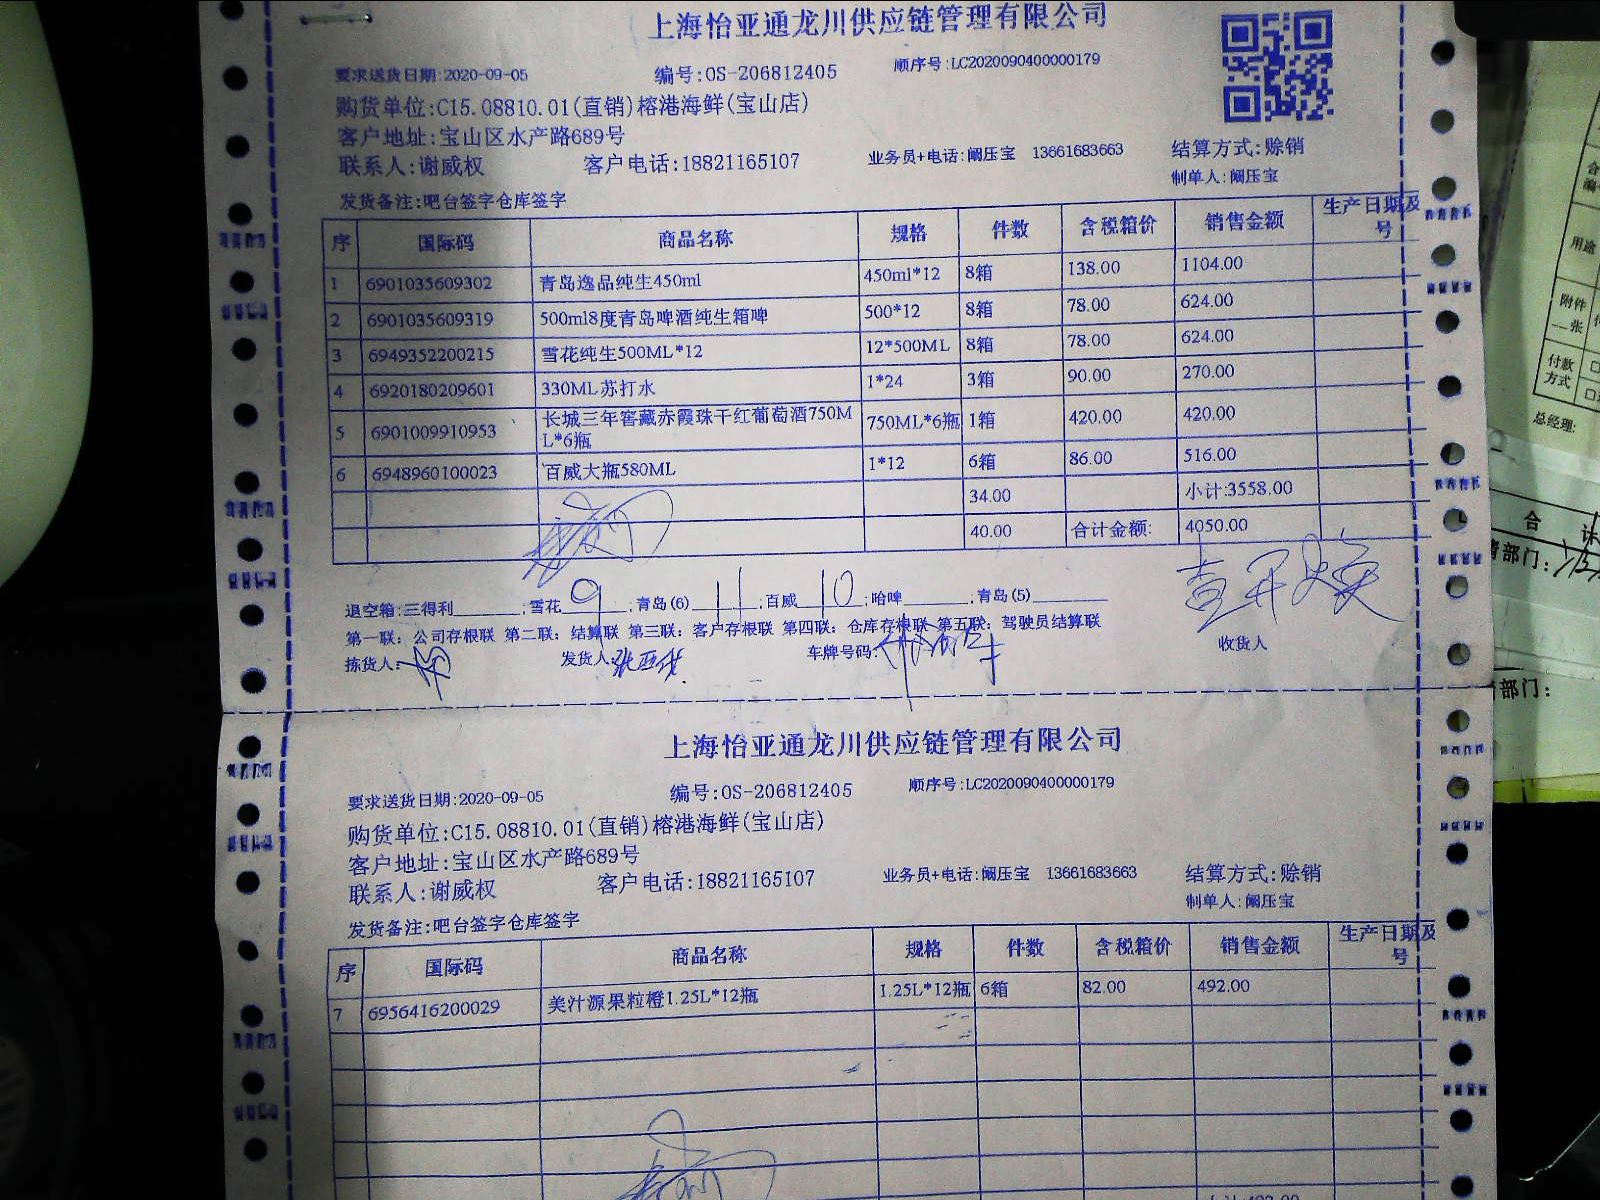 上海怡亚通龙川供应链管理有限公司
要求送货日期:2020-09-05 编号:OS-206812405 顺序号:LC2020090400000179
购货单位:C15.08810.01(直销)榕港海鲜(宝山店)
客户地址:宝山区水产路689号
联系人:谢威权 客户电话:18821165107 业务员+电话:阚压宝 13661683663 结算方式:赊销
制单人:阚压宝
发货备注:吧台签字仓库签字
序 国际码 商品名称 规格 件数 含税箱价 销售金额 生产日期及
号
1 6901035609302 青岛逸品纯生450ml 450ml*12 8箱 138.00 1104.00
2 6901035609319 500ml8度青岛啤酒纯生箱啤 500*12 8箱 78.00 624.00
3 6949352200215 雪花纯生500ML*12 12*500ML 8箱 78.00 624.00
4 6920180209601 330ML苏打水 1*24 3箱 90.00 270.00
5 6901009910953 长城三年窖藏赤霞珠干红葡萄酒750M
L*6瓶 750ML*6瓶 1箱 420.00 420.00
6 6948960100023 百威大瓶580ML 1*12 6箱 86.00 516.00
34.00 小计:3558.00
40.00 合计金额: 4050.00
退空箱:三得利 ;雪花 9 ;青岛(6) 11 ;百威 10 ;哈啤 ;青岛(5)
第一联: 公司存根联 第二联: 结算联 第三联: 客户存根联 第四联: 仓库存根联 第五联: 驾驶员结算联
拣货人: 发货人: 车牌号码: 收货人
上海怡亚通龙川供应链管理有限公司
要求送货日期:2020-09-05 编号:OS-206812405 顺序号:LC2020090400000179
购货单位:C15.08810.01(直销)榕港海鲜(宝山店)
客户地址:宝山区水产路689号
联系人:谢威权 客户电话:18821165107 业务员+电话:阚压宝 13661683663 结算方式:赊销
制单人:阚压宝
发货备注:吧台签字仓库签字
序 国际码 商品名称 规格 件数 含税箱价 销售金额 生产日期及
号
7 6956416200029 美汁源果粒橙1.25L*12瓶 1.25L*12瓶 6箱 82.00 492.00
用途
附件
一张
付款
方式
总经理:
合 计
部门:
部门: